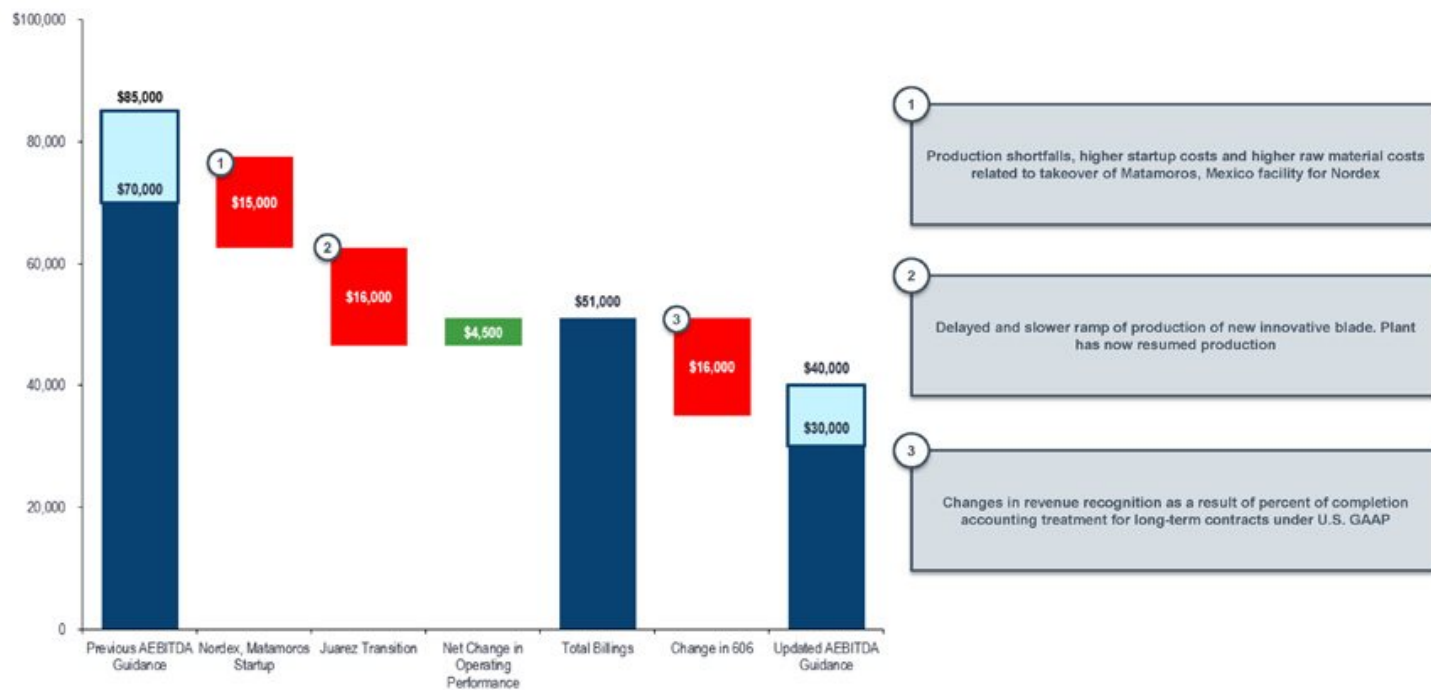 $100,000
80,000
60,000
40,000
20,000
0
$85,000
$70,000
1
$15,000
2
$16,000
$4,500
$51,000
3
$16,000
$40,000
$30,000
Previous AEBITDA
Guidance
Nordex, Matamoros
Startup
Juarez Transition
Net Change in
Operating
Performance
Total Billings
Change in 606
Updated AEBITDA
Guidance
1
Production shortfalls, higher startup costs and higher raw material costs
related to takeover of Matamoros, Mexico facility for Nordex
2
Delayed and slower ramp of production of new innovative blade. Plant
has now resumed production
3
Changes in revenue recognition as a result of percent of completion
accounting treatment for long-term contracts under U.S. GAAP